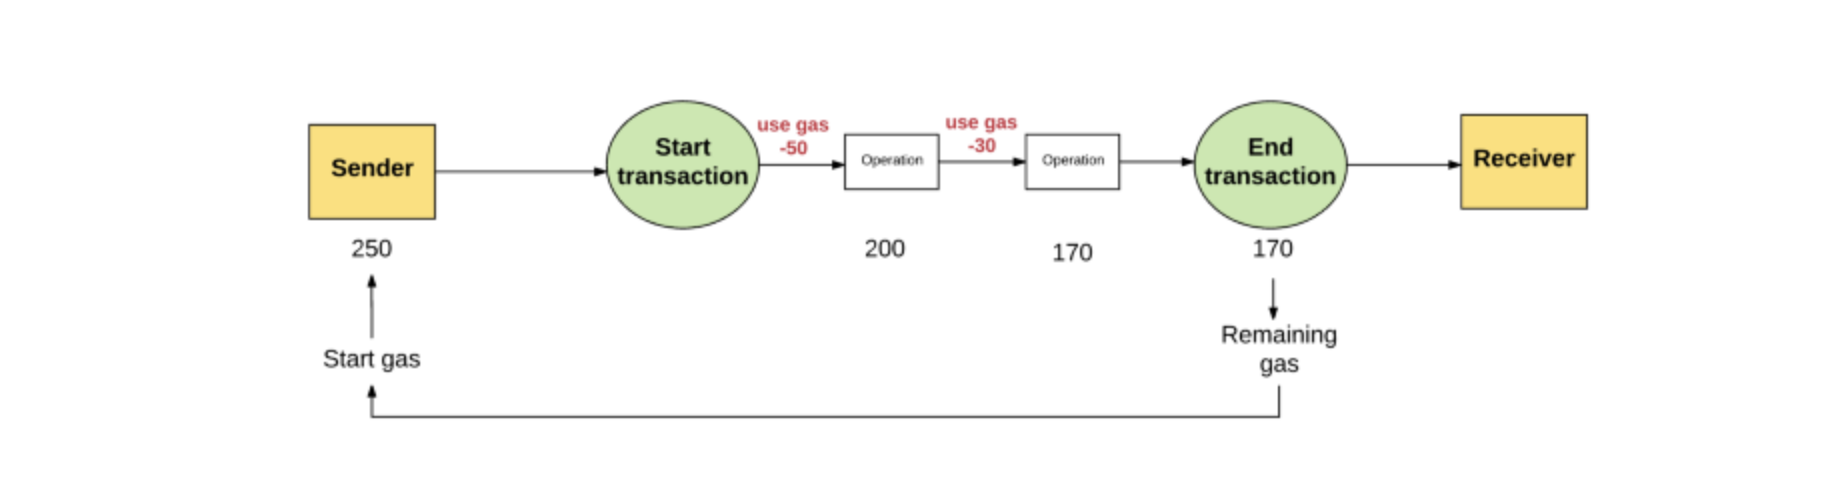 Sender
Start
transaction
use gas
-50
Operation
use gas
-30
Operation
End
transaction
Receiver
250
200
170
170
Start gas
Remaining
gas